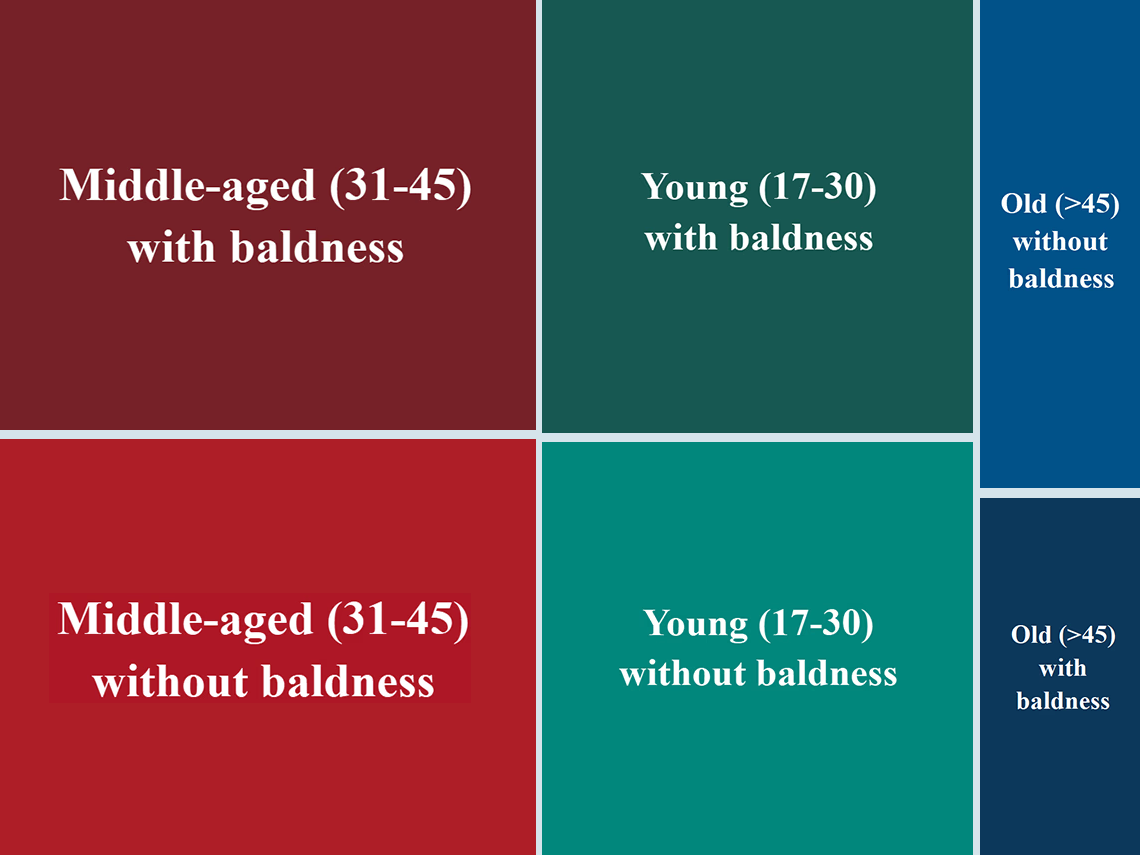 Middle-aged (31-45)
with baldness
Young (17-30)
with baldness
Old (>45)
without
baldness
Middle-aged (31-45)
without baldness
Young (17-30)
without baldness
Old (>45)
with
baldness